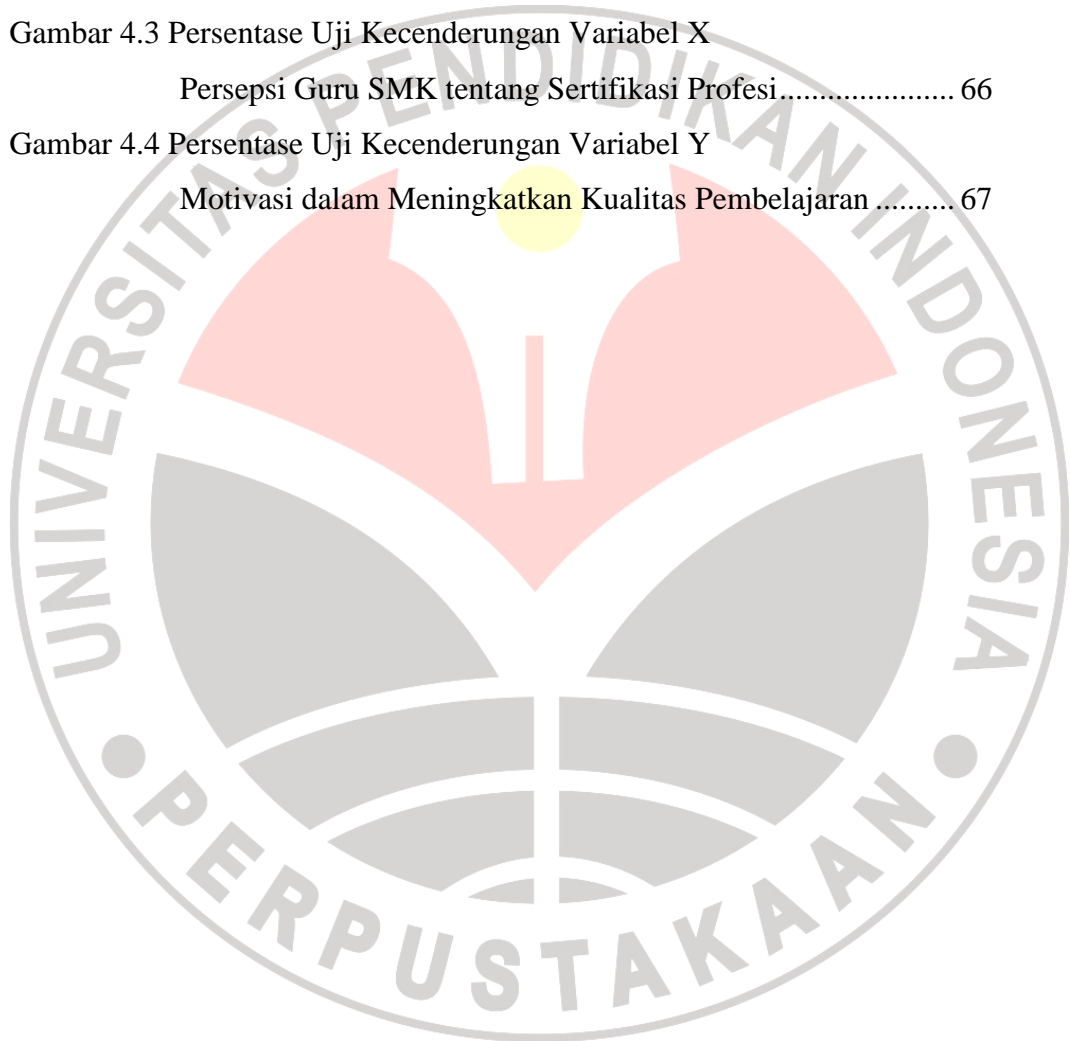 Gambar 4.3 Persentase Uji Kecenderungan Variabel X
Persepsi Guru SMK tentang Sertifikasi Profesi...................... 66
Gambar 4.4 Persentase Uji Kecenderungan Variabel Y
Motivasi dalam Meningkatkan Kualitas Pembelajaran .......... 67
UNIVERSITAS PENDIDIKAN INDONESIA
PERPUSTAKAAN